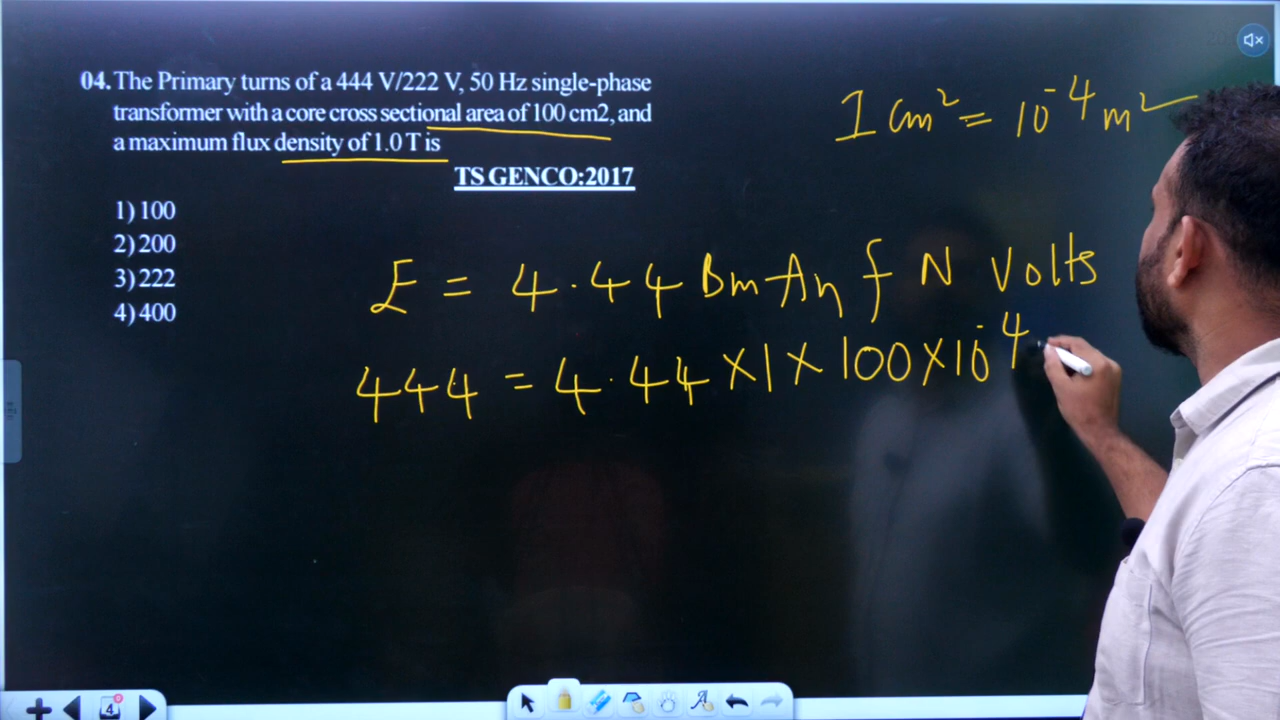 04. The Primary turns of a 444 V/222 V, 50 Hz single-phase
transformer with a core cross sectional area of 100 cm2, and
a maximum flux density of 1.0 T is
TS GENCO:2017
1) 100
2) 200
3) 222
4) 400
1 cm² = 10⁻⁴ m²
E = 4.44 Bm An f N Volts
444 = 4.44 × 1 × 100 × 10⁻⁴
4